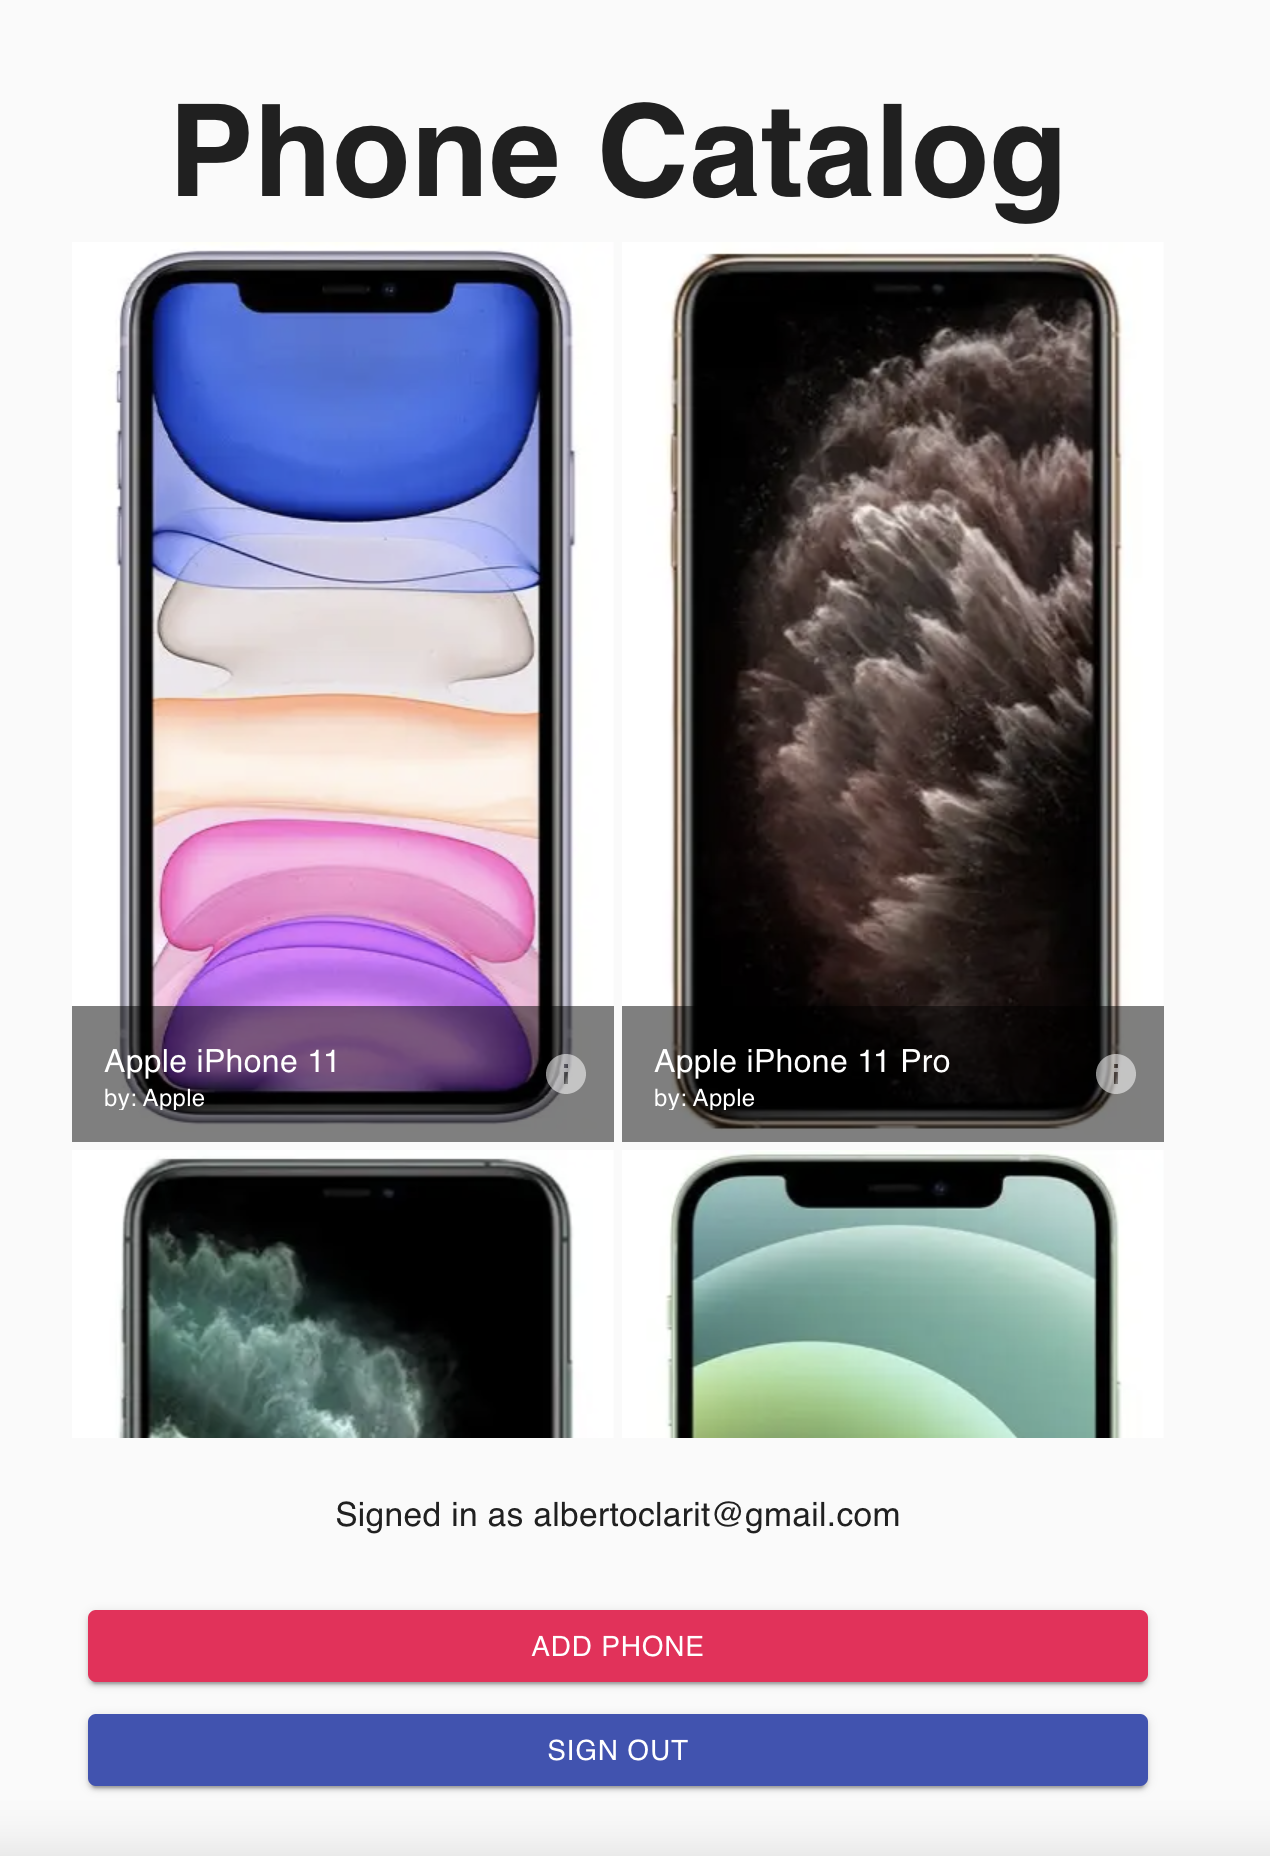 Phone Catalog
Apple iPhone 11
by: Apple
Apple iPhone 11 Pro
by: Apple
Signed in as albertoclarit@gmail.com
ADD PHONE
SIGN OUT